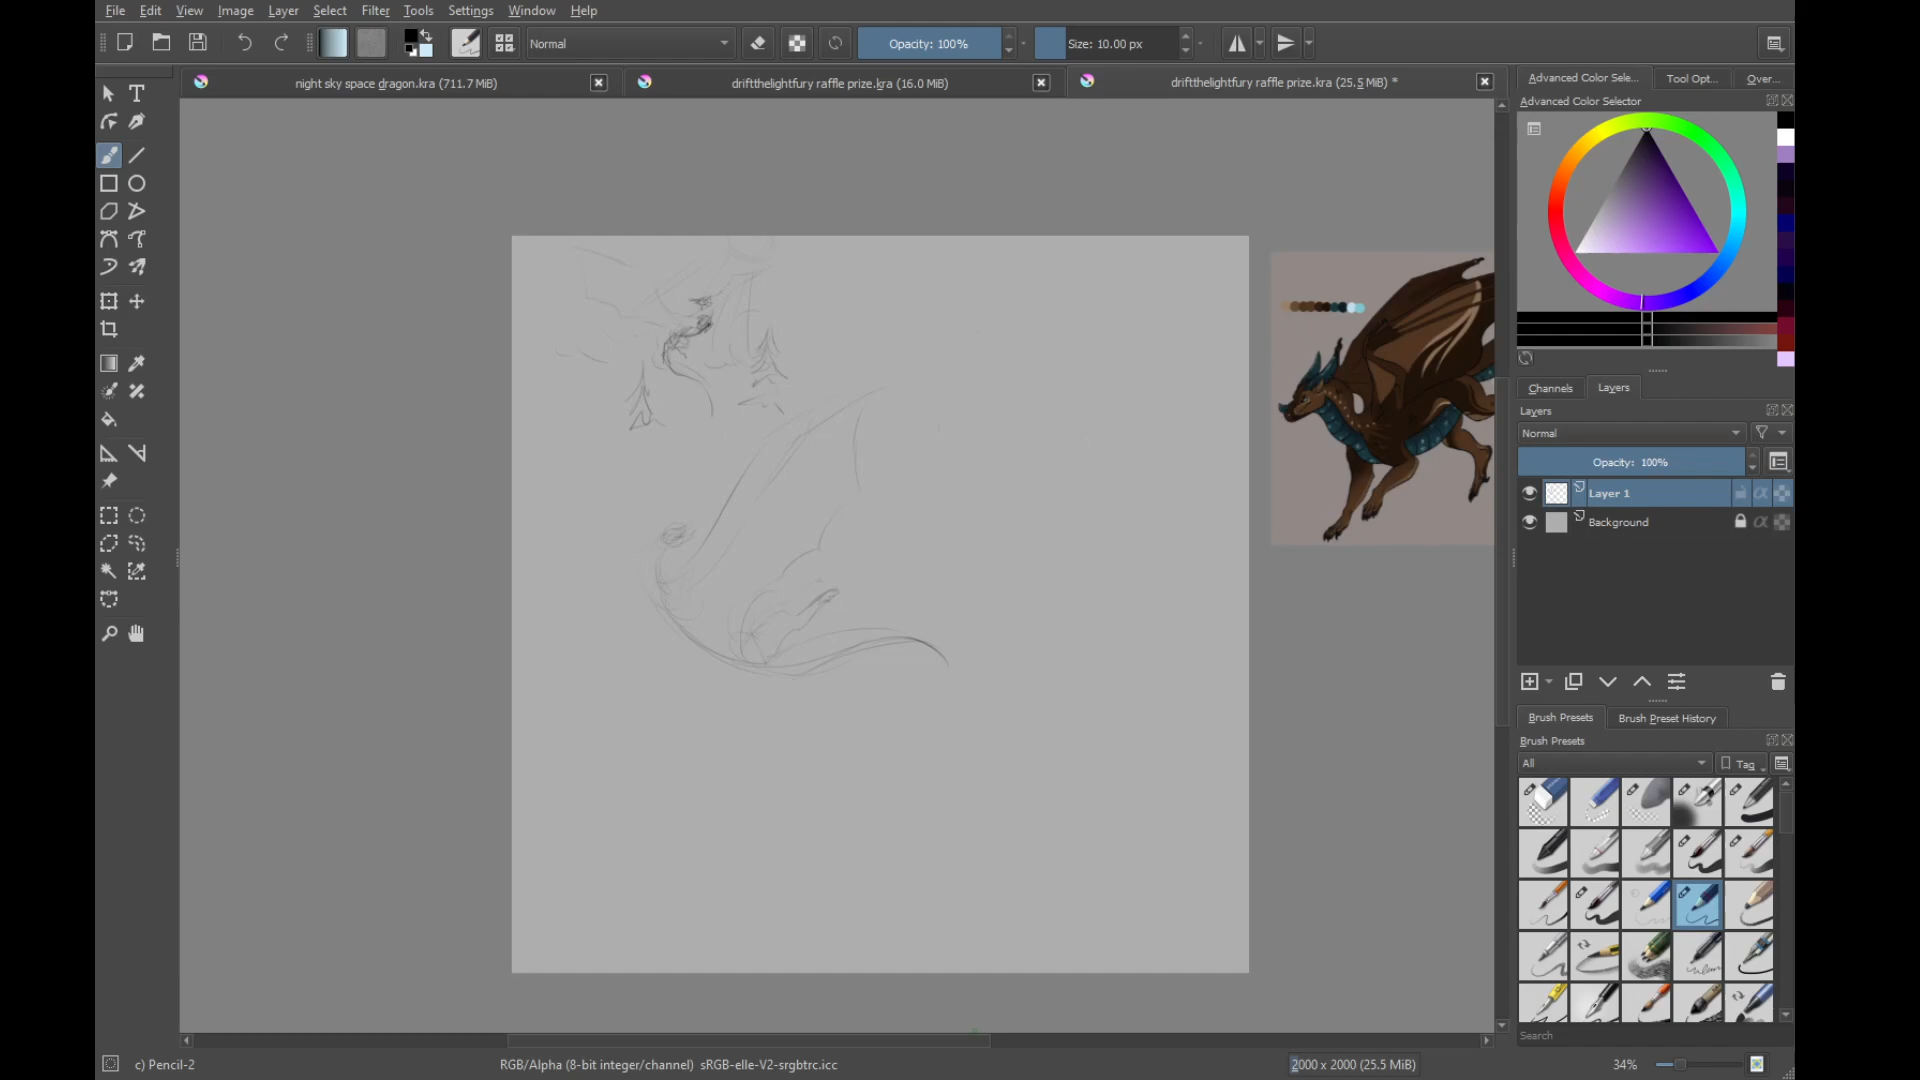 File Edit View Image Layer Select Filter Tools Settings Window Help
Normal
Opacity: 100%
Size: 10.00 px
night sky space dragon.kra (711.7 MiB)
driftthelightfury raffle prize.kra (16.0 MiB)
driftthelightfury raffle prize.kra (25.5 MiB) *
Advanced Color Sele... Tool Opt... Over...
Advanced Color Selector
Channels Layers
Layers
Normal
Opacity: 100%
Layer 1
Background
Brush Presets Brush Preset History
Brush Presets
All
Tag
Search
c) Pencil-2
RGB/Alpha (8-bit integer/channel) sRGB-elle-V2-srgbtrc.icc
2000 x 2000 (25.5 MiB)
34%